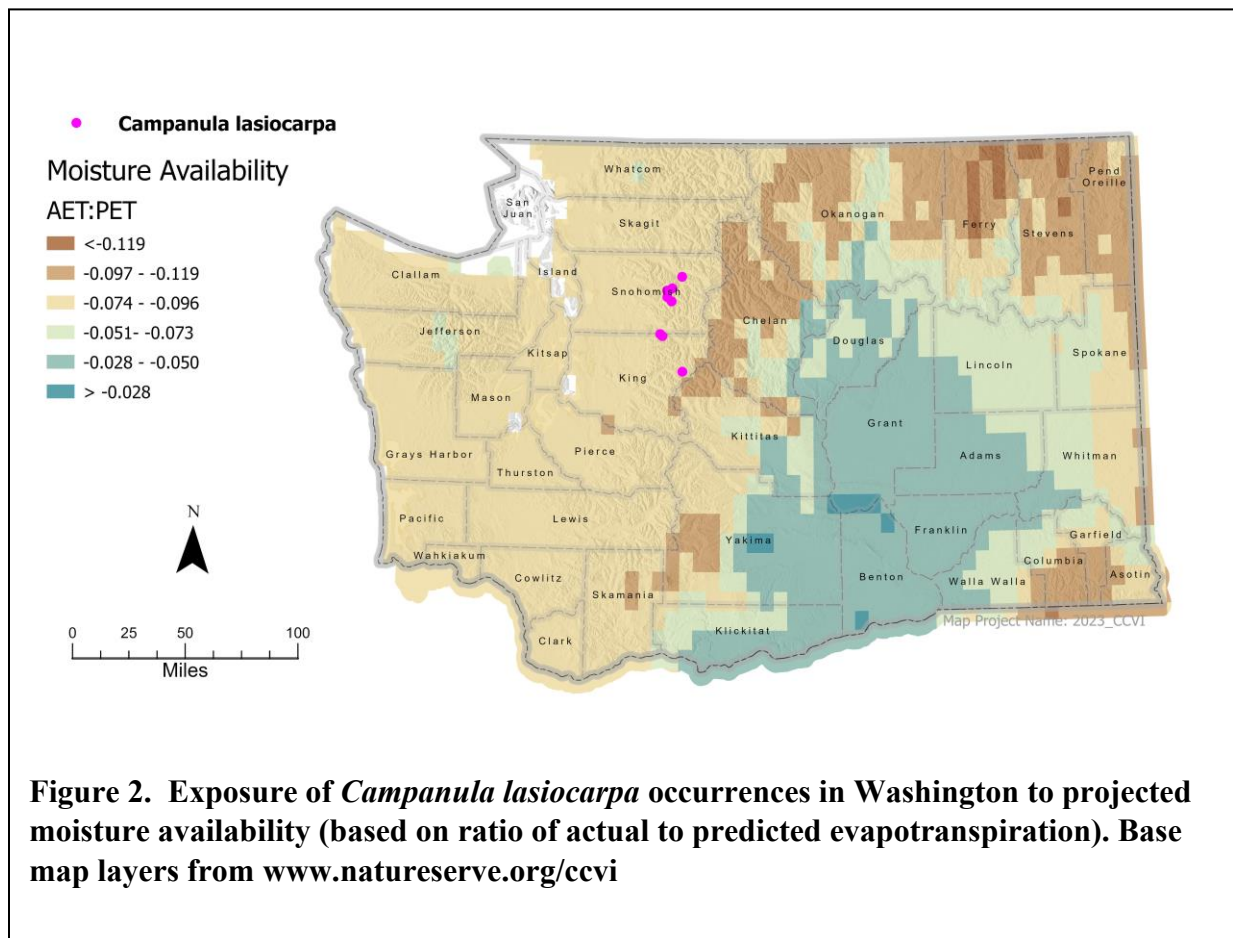 Campanula lasiocarpa
Moisture Availability
AET:PET
<-0.119
-0.097 - -0.119
-0.074 - -0.096
-0.051- -0.073
-0.028 - -0.050
> -0.028
Whatcom
San
Juan
Skagit
Okanogan
Ferry
Stevens
Pend
Oreille
Clallam
Island
Snohomish
Chelan
Jefferson
Kitsap
Douglas
King
Lincoln
Spokane
Mason
Grant
Kittitas
Grays Harbor
Pierce
Adams
Whitman
Thurston
Pacific
Lewis
Yakima
Franklin
Garfield
Wahkiakum
Columbia
Cowlitz
Benton
Walla Walla
Asotin
Skamania
Klickitat
Clark
Map Project Name: 2023_CCVI
N
0 25 50 100
Miles
Figure 2. Exposure of Campanula lasiocarpa occurrences in Washington to projected
moisture availability (based on ratio of actual to predicted evapotranspiration). Base
map layers from www.natureserve.org/ccvi